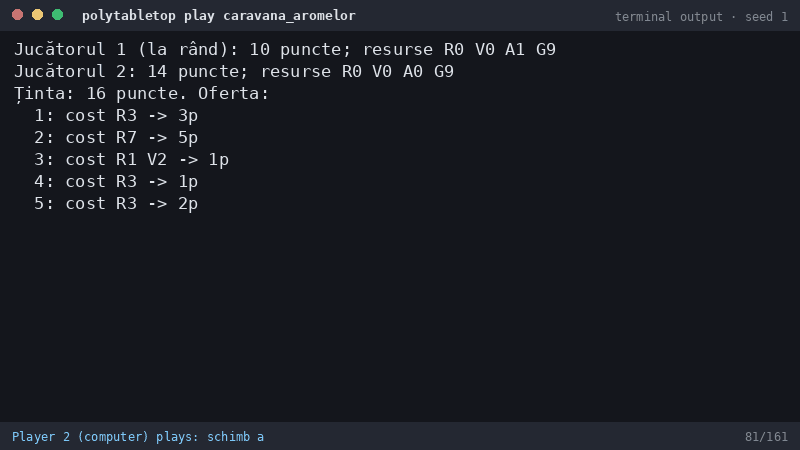 polytabletop play caravana_aromelor
terminal output · seed 1
Jucătorul 1 (la rând): 10 puncte; resurse R0 V0 A1 G9
Jucătorul 2: 14 puncte; resurse R0 V0 A0 G9
Ținta: 16 puncte. Oferta:
1: cost R3 -> 3p
2: cost R7 -> 5p
3: cost R1 V2 -> 1p
4: cost R3 -> 1p
5: cost R3 -> 2p
Player 2 (computer) plays: schimb a
81/161